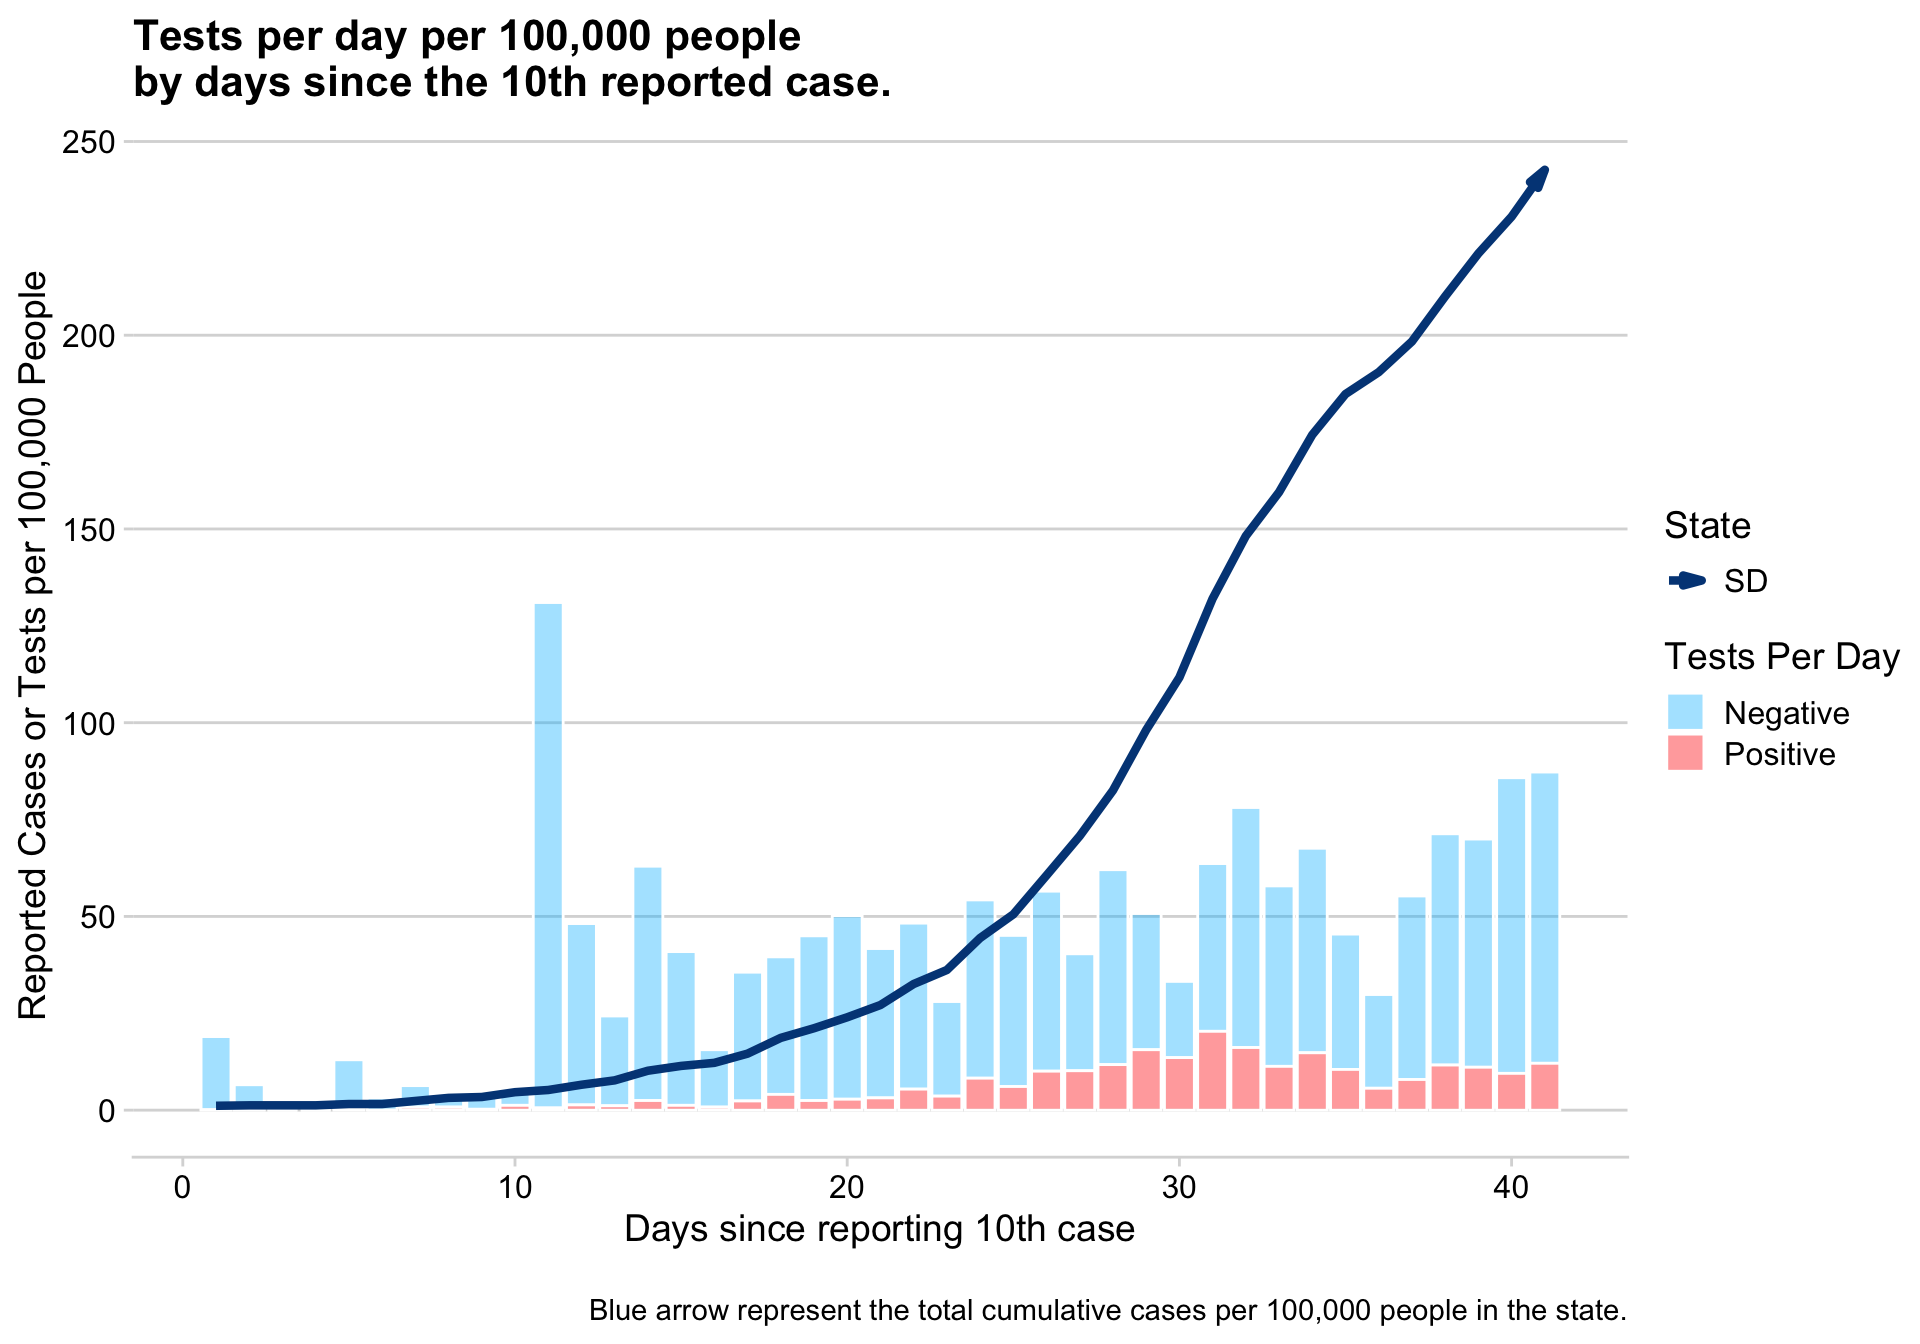 Tests per day per 100,000 people
by days since the 10th reported case.
Reported Cases or Tests per 100,000 People
250
200
150
100
50
0
0 10 20 30 40
Days since reporting 10th case
State
SD
Tests Per Day
Negative
Positive
Blue arrow represent the total cumulative cases per 100,000 people in the state.